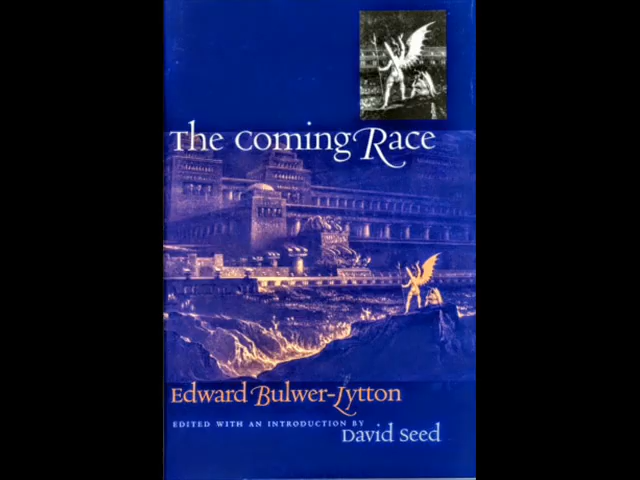 The Coming Race
Edward Bulwer-Lytton
EDITED WITH AN INTRODUCTION BY
David Seed